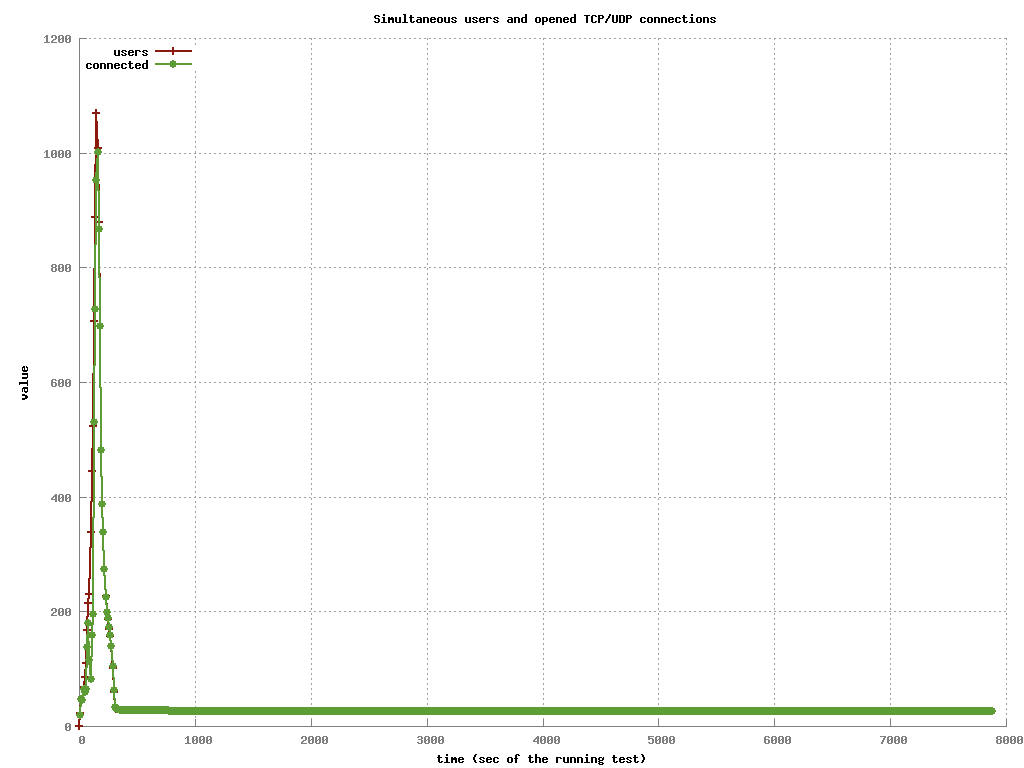 Simultaneous users and opened TCP/UDP connections
1200
users
connected
1000
800
600
value
400
200
0
0 1000 2000 3000 4000 5000 6000 7000 8000
time (sec of the running test)